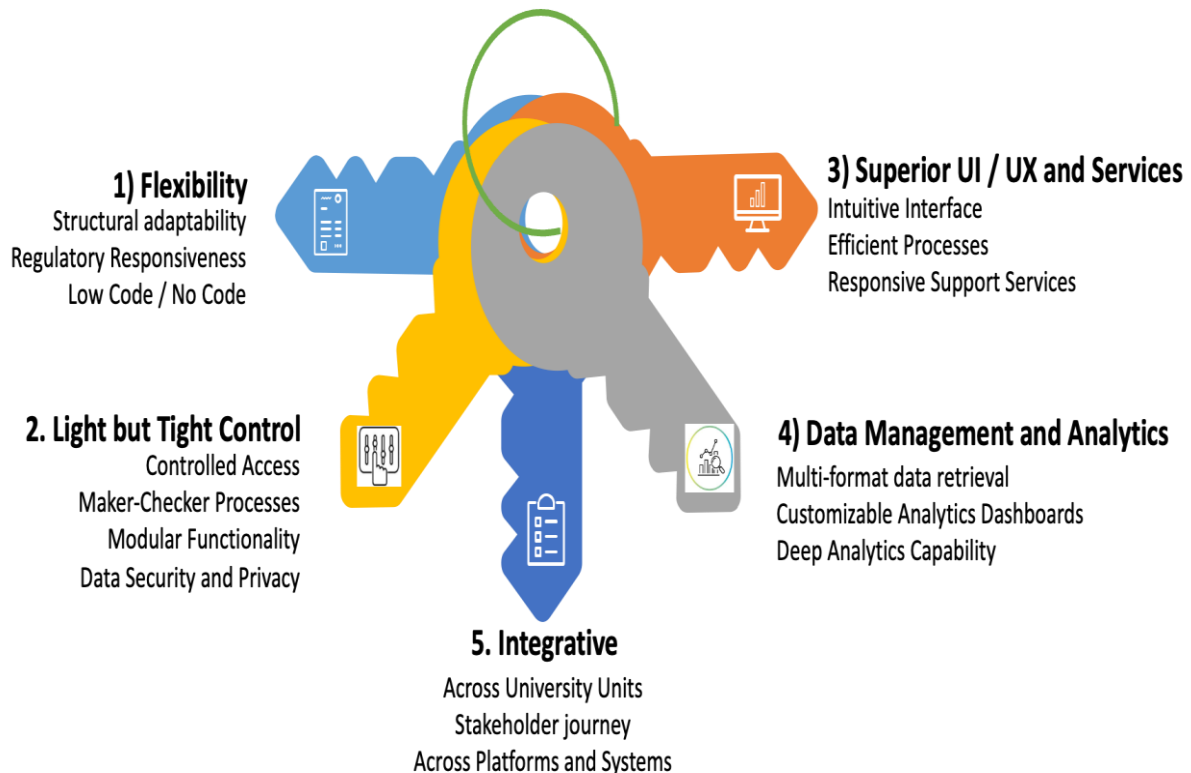 1) Flexibility
Structural adaptability
Regulatory Responsiveness
Low Code / No Code
2. Light but Tight Control
Controlled Access
Maker-Checker Processes
Modular Functionality
Data Security and Privacy
3) Superior UI / UX and Services
Intuitive Interface
Efficient Processes
Responsive Support Services
4) Data Management and Analytics
Multi-format data retrieval
Customizable Analytics Dashboards
Deep Analytics Capability
5. Integrative
Across University Units
Stakeholder journey
Across Platforms and Systems